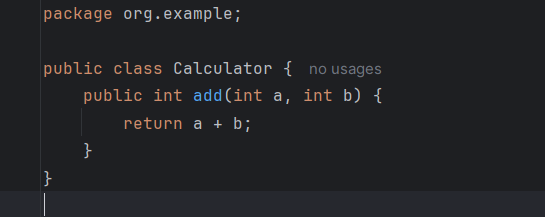 package org.example;
public class Calculator { no usages
public int add(int a, int b) {
return a + b;
}
}